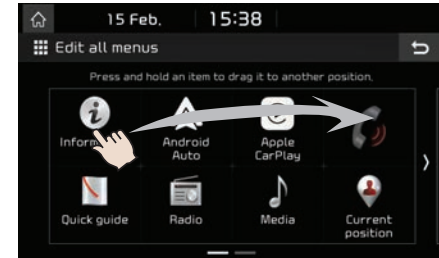 15 Feb. 15:38
Edit all menus
Press and hold an item to drag it to another position.
Android Auto
Apple CarPlay
Quick guide
Radio
Media
Current position